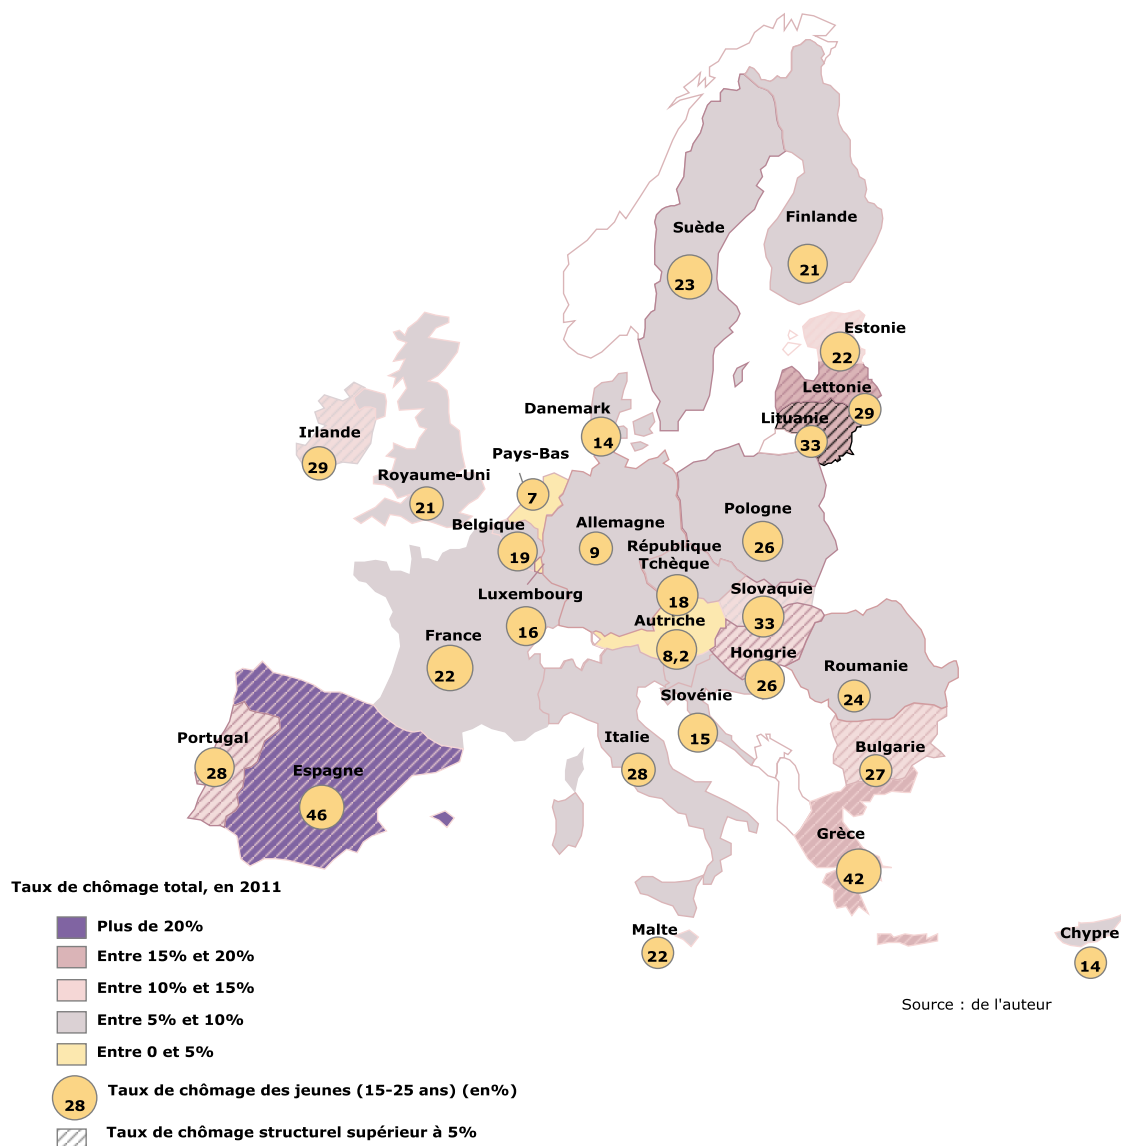 Suède
23
Finlande
21
Estonie
22
Lettonie
29
Lituanie
33
Danemark
14
Irlande
29
Royaume-Uni
21
Pays-Bas
7
Belgique
19
Allemagne
9
Pologne
26
République
Tchèque
18
Luxembourg
16
Slovaquie
33
Autriche
8,2
France
22
Hongrie
26
Roumanie
24
Slovénie
15
Portugal
28
Espagne
46
Italie
28
Bulgarie
27
Grèce
42
Malte
22
Chypre
14
Source : de l'auteur
Taux de chômage total, en 2011
Plus de 20%
Entre 15% et 20%
Entre 10% et 15%
Entre 5% et 10%
Entre 0 et 5%
28
Taux de chômage des jeunes (15-25 ans) (en%)
Taux de chômage structurel supérieur à 5%